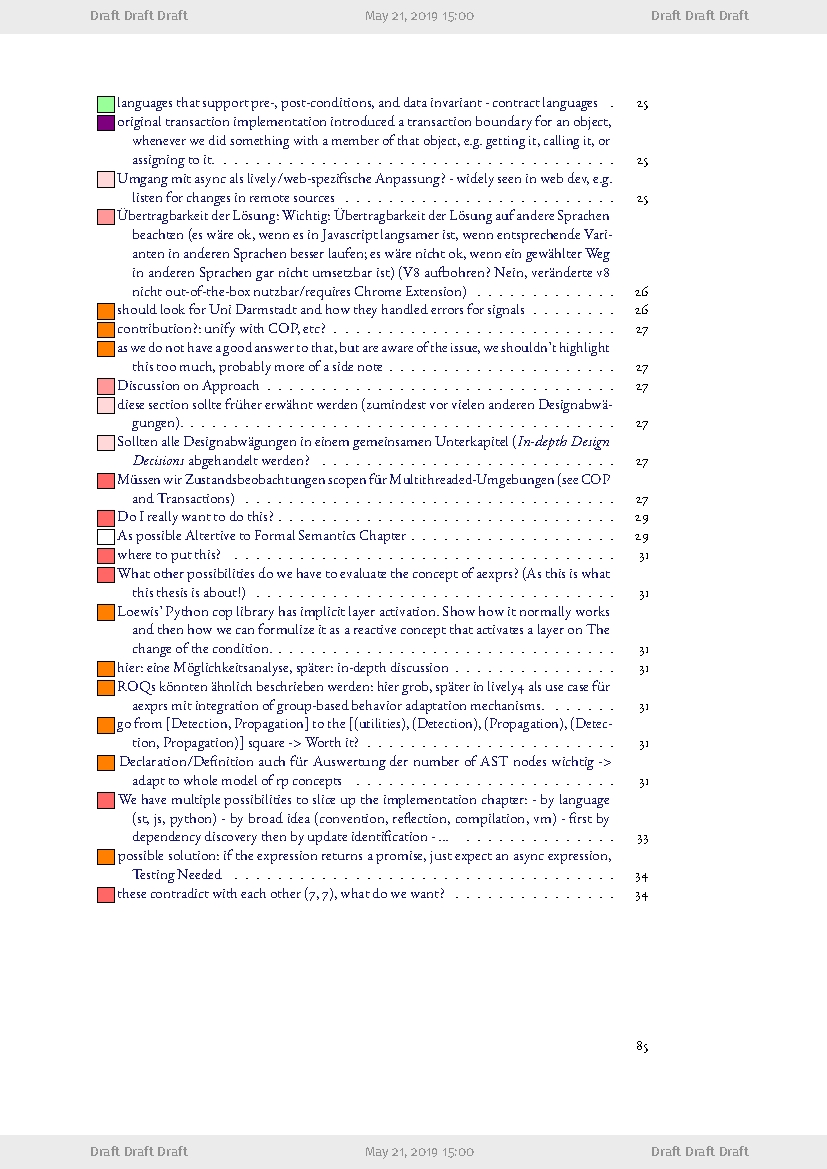 Draft Draft Draft May 21, 2019 15:00 Draft Draft Draft
languages that support pre-, post-conditions, and data invariant - contract languages . 25
original transaction implementation introduced a transaction boundary for an object,
whenever we did something with a member of that object, e.g. getting it, calling it, or
assigning to it. . . . . . . . . . . . . . . . . . . . . . . . . . . . . . . . . . . . . 25
Umgang mit async als lively/web-spezifische Anpassung? - widely seen in web dev, e.g.
listen for changes in remote sources . . . . . . . . . . . . . . . . . . . . . . . . . 25
Übertragbarkeit der Lösung: Wichtig: Übertragbarkeit der Lösung auf andere Sprachen
beachten (es wäre ok, wenn es in Javascript langsamer ist, wenn entsprechende Vari-
anten in anderen Sprachen besser laufen; es wäre nicht ok, wenn ein gewählter Weg
in anderen Sprachen gar nicht umsetzbar ist) (V8 aufbohren? Nein, veränderte v8
nicht out-of-the-box nutzbar/requires Chrome Extension) . . . . . . . . . . . . . 26
should look for Uni Darmstadt and how they handled errors for signals . . . . . . . . 26
contribution?: unify with COP, etc? . . . . . . . . . . . . . . . . . . . . . . . . . . 27
as we do not have a good answer to that, but are aware of the issue, we shouldn't highlight
this too much, probably more of a side note . . . . . . . . . . . . . . . . . . . . . 27
Discussion on Approach . . . . . . . . . . . . . . . . . . . . . . . . . . . . . . . . 27
diese section sollte früher erwähnt werden (zumindest vor vielen anderen Designabwä-
gungen). . . . . . . . . . . . . . . . . . . . . . . . . . . . . . . . . . . . . . . . 27
Sollten alle Designabwägungen in einem gemeinsamen Unterkapitel (In-depth Design
Decisions abgehandelt werden? . . . . . . . . . . . . . . . . . . . . . . . . . . . 27
Müssen wir Zustandsbeobachtungen scopen für Multithreaded-Umgebungen (see COP
and Transactions) . . . . . . . . . . . . . . . . . . . . . . . . . . . . . . . . . . 27
Do I really want to do this? . . . . . . . . . . . . . . . . . . . . . . . . . . . . . . . 29
As possible Altertive to Formal Semantics Chapter . . . . . . . . . . . . . . . . . . . 29
where to put this? . . . . . . . . . . . . . . . . . . . . . . . . . . . . . . . . . . . 31
What other possibilities do we have to evaluate the concept of aexprs? (As this is what
this thesis is about!) . . . . . . . . . . . . . . . . . . . . . . . . . . . . . . . . . 31
Loewis' Python cop library has implicit layer activation. Show how it normally works
and then how we can formulize it as a reactive concept that activates a layer on The
change of the condition. . . . . . . . . . . . . . . . . . . . . . . . . . . . . . . . 31
hier: eine Möglichkeitsanalyse, später: in-depth discussion . . . . . . . . . . . . . . . 31
ROQs könnten ähnlich beschrieben werden: hier grob, später in lively4 als use case für
aexprs mit integration of group-based behavior adaptation mechanisms. . . . . . . 31
go from [Detection, Propagation] to the [(utilities), (Detection), (Propagation), (Detec-
tion, Propagation)] square -> Worth it? . . . . . . . . . . . . . . . . . . . . . . . 31
Declaration/Definition auch für Auswertung der number of AST nodes wichtig ->
adapt to whole model of rp concepts . . . . . . . . . . . . . . . . . . . . . . . . 31
We have multiple possibilities to slice up the implementation chapter: - by language
(st, js, python) - by broad idea (convention, reflection, compilation, vm) - first by
dependency discovery then by update identification - ... . . . . . . . . . . . . . . 33
possible solution: if the expression returns a promise, just expect an async expression,
Testing Needed . . . . . . . . . . . . . . . . . . . . . . . . . . . . . . . . . . . 34
these contradict with each other (7, 7), what do we want? . . . . . . . . . . . . . . . 34
85
Draft Draft Draft May 21, 2019 15:00 Draft Draft Draft